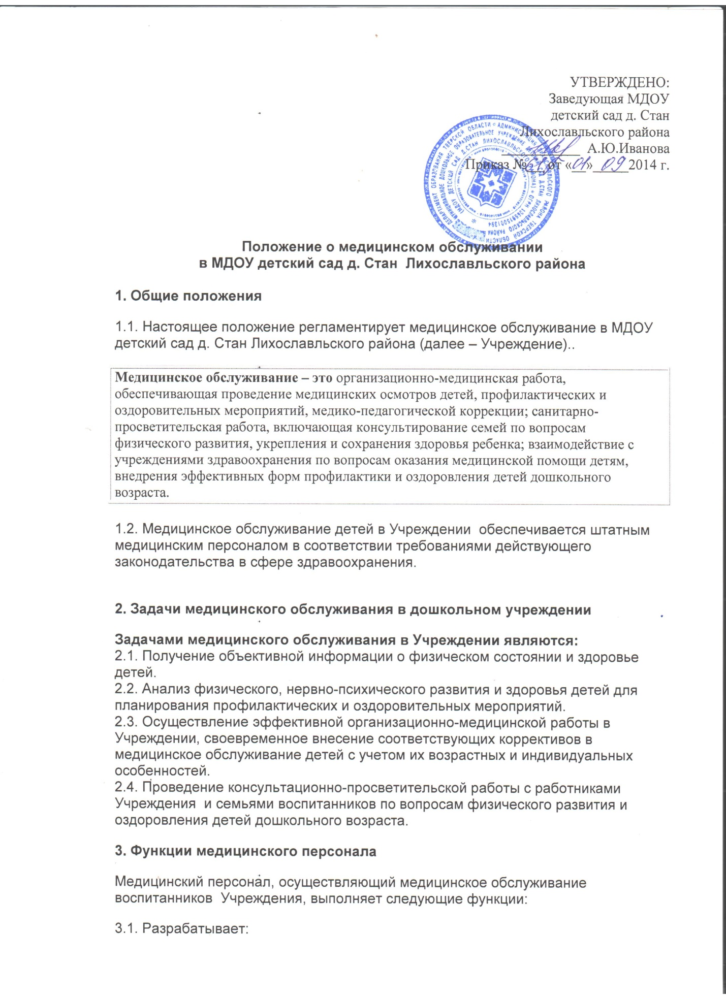 УТВЕРЖДЕНО:
Заведующая МДОУ
детский сад д. Стан
Лихославльского района
А.Ю.Иванова
Приказ № от «01» 09 2014 г.
Положение о медицинском обслуживании
в МДОУ детский сад д. Стан Лихославльского района
1. Общие положения
1.1. Настоящее положение регламентирует медицинское обслуживание в МДОУ
детский сад д. Стан Лихославльского района (далее – Учреждение)..
Медицинское обслуживание – это организационно-медицинская работа,
обеспечивающая проведение медицинских осмотров детей, профилактических и
оздоровительных мероприятий, медико-педагогической коррекции; санитарно-
просветительская работа, включающая консультирование семей по вопросам
физического развития, укрепления и сохранения здоровья ребенка; взаимодействие с
учреждениями здравоохранения по вопросам оказания медицинской помощи детям,
внедрения эффективных форм профилактики и оздоровления детей дошкольного
возраста.
1.2. Медицинское обслуживание детей в Учреждении обеспечивается штатным
медицинским персоналом в соответствии требованиями действующего
законодательства в сфере здравоохранения.
2. Задачи медицинского обслуживания в дошкольном учреждении
Задачами медицинского обслуживания в Учреждении являются:
2.1. Получение объективной информации о физическом состоянии и здоровье
детей.
2.2. Анализ физического, нервно-психического развития и здоровья детей для
планирования профилактических и оздоровительных мероприятий.
2.3. Осуществление эффективной организационно-медицинской работы в
Учреждении, своевременное внесение соответствующих коррективов в
медицинское обслуживание детей с учетом их возрастных и индивидуальных
особенностей.
2.4. Проведение консультационно-просветительской работы с работниками
Учреждения и семьями воспитанников по вопросам физического развития и
оздоровления детей дошкольного возраста.
3. Функции медицинского персонала
Медицинский персонал, осуществляющий медицинское обслуживание
воспитанников Учреждения, выполняет следующие функции:
3.1. Разрабатывает: